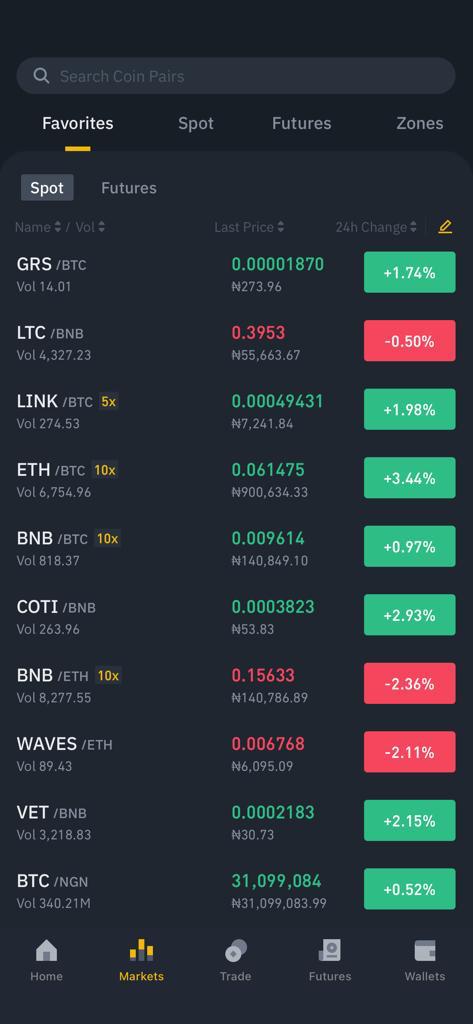 Search Coin Pairs
Favorites Spot Futures Zones
Spot Futures
Name / Vol Last Price 24h Change
GRS /BTC 0.00001870 +1.74%
Vol 14.01 ₦273.96
LTC /BNB 0.3953 -0.50%
Vol 4,327.23 ₦55,663.67
LINK /BTC 5x 0.00049431 +1.98%
Vol 274.53 ₦7,241.84
ETH /BTC 10x 0.061475 +3.44%
Vol 6,754.96 ₦900,634.33
BNB /BTC 10x 0.009614 +0.97%
Vol 818.37 ₦140,849.10
COTI /BNB 0.0003823 +2.93%
Vol 263.96 ₦53.83
BNB /ETH 10x 0.15633 -2.36%
Vol 8,277.55 ₦140,786.89
WAVES /ETH 0.006768 -2.11%
Vol 89.43 ₦6,095.09
VET /BNB 0.0002183 +2.15%
Vol 3,218.83 ₦30.73
BTC /NGN 31,099,084 +0.52%
Vol 340.21M ₦31,099,083.99
Home Markets Trade Futures Wallets